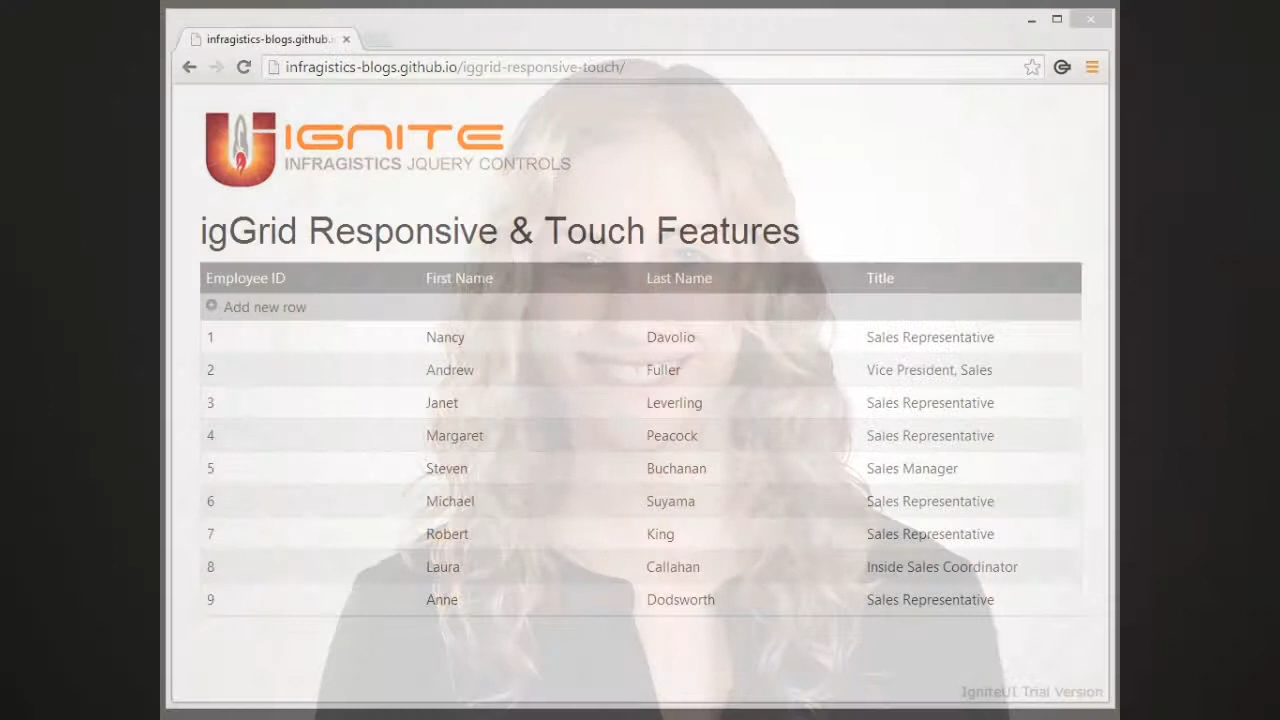 infragistics-blogs.github.i
infragistics-blogs.github.io/iggrid-responsive-touch/
IGNITE
INFRAGISTICS JQUERY CONTROLS
igGrid Responsive & Touch Features
Employee ID First Name Last Name Title
Add new row
1 Nancy Davolio Sales Representative
2 Andrew Fuller Vice President, Sales
3 Janet Leverling Sales Representative
4 Margaret Peacock Sales Representative
5 Steven Buchanan Sales Manager
6 Michael Suyama Sales Representative
7 Robert King Sales Representative
8 Laura Callahan Inside Sales Coordinator
9 Anne Dodsworth Sales Representative
IgniteUI Trial Version